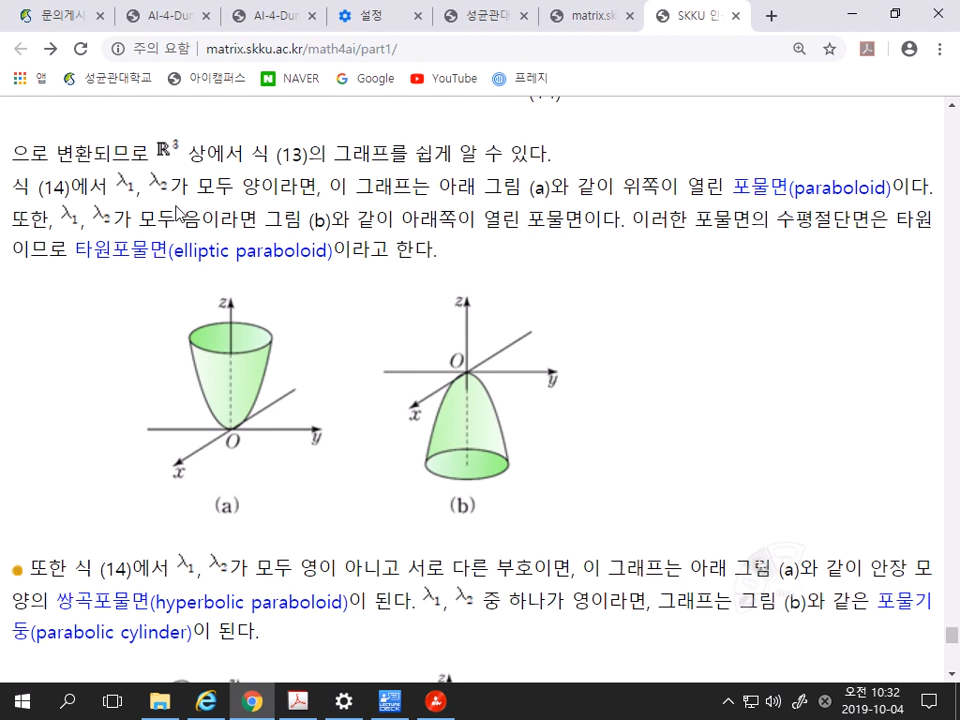 문의게시
AI-4-Dur
AI-4-Dur
설정
성균관대
matrix.sk
SKKU 인
주의 요함 matrix.skku.ac.kr/math4ai/part1/
앱 성균관대학교 아이캠퍼스 NAVER Google YouTube 프레지
으로 변환되므로 ℝ³ 상에서 식 (13)의 그래프를 쉽게 알 수 있다.
식 (14)에서 λ₁, λ₂가 모두 양이라면, 이 그래프는 아래 그림 (a)와 같이 위쪽이 열린 포물면(paraboloid)이다.
또한, λ₁, λ₂가 모두 음이라면 그림 (b)와 같이 아래쪽이 열린 포물면이다. 이러한 포물면의 수평절단면은 타원
이므로 타원포물면(elliptic paraboloid)이라고 한다.
z
O
y
x
(a)
z
O
y
x
(b)
또한 식 (14)에서 λ₁, λ₂가 모두 영이 아니고 서로 다른 부호이면, 이 그래프는 아래 그림 (a)와 같이 안장 모
양의 쌍곡포물면(hyperbolic paraboloid)이 된다. λ₁, λ₂ 중 하나가 영이라면, 그래프는 그림 (b)와 같은 포물기
둥(parabolic cylinder)이 된다.
z
오전 10:32
2019-10-04